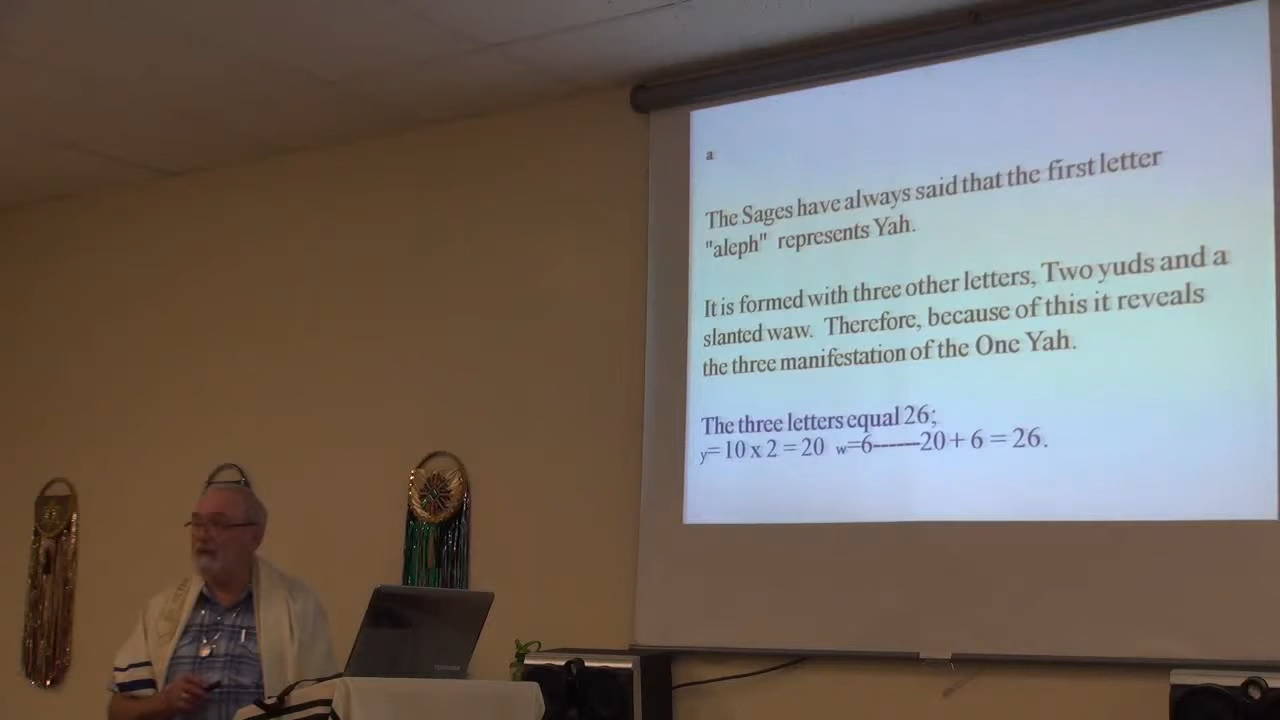 a
The Sages have always said that the first letter
"aleph" represents Yah.
It is formed with three other letters, Two yuds and a
slanted waw. Therefore, because of this it reveals
the three manifestation of the One Yah.
The three letters equal 26;
y= 10 x 2 = 20 w=6------20 + 6 = 26.
TOSHIBA